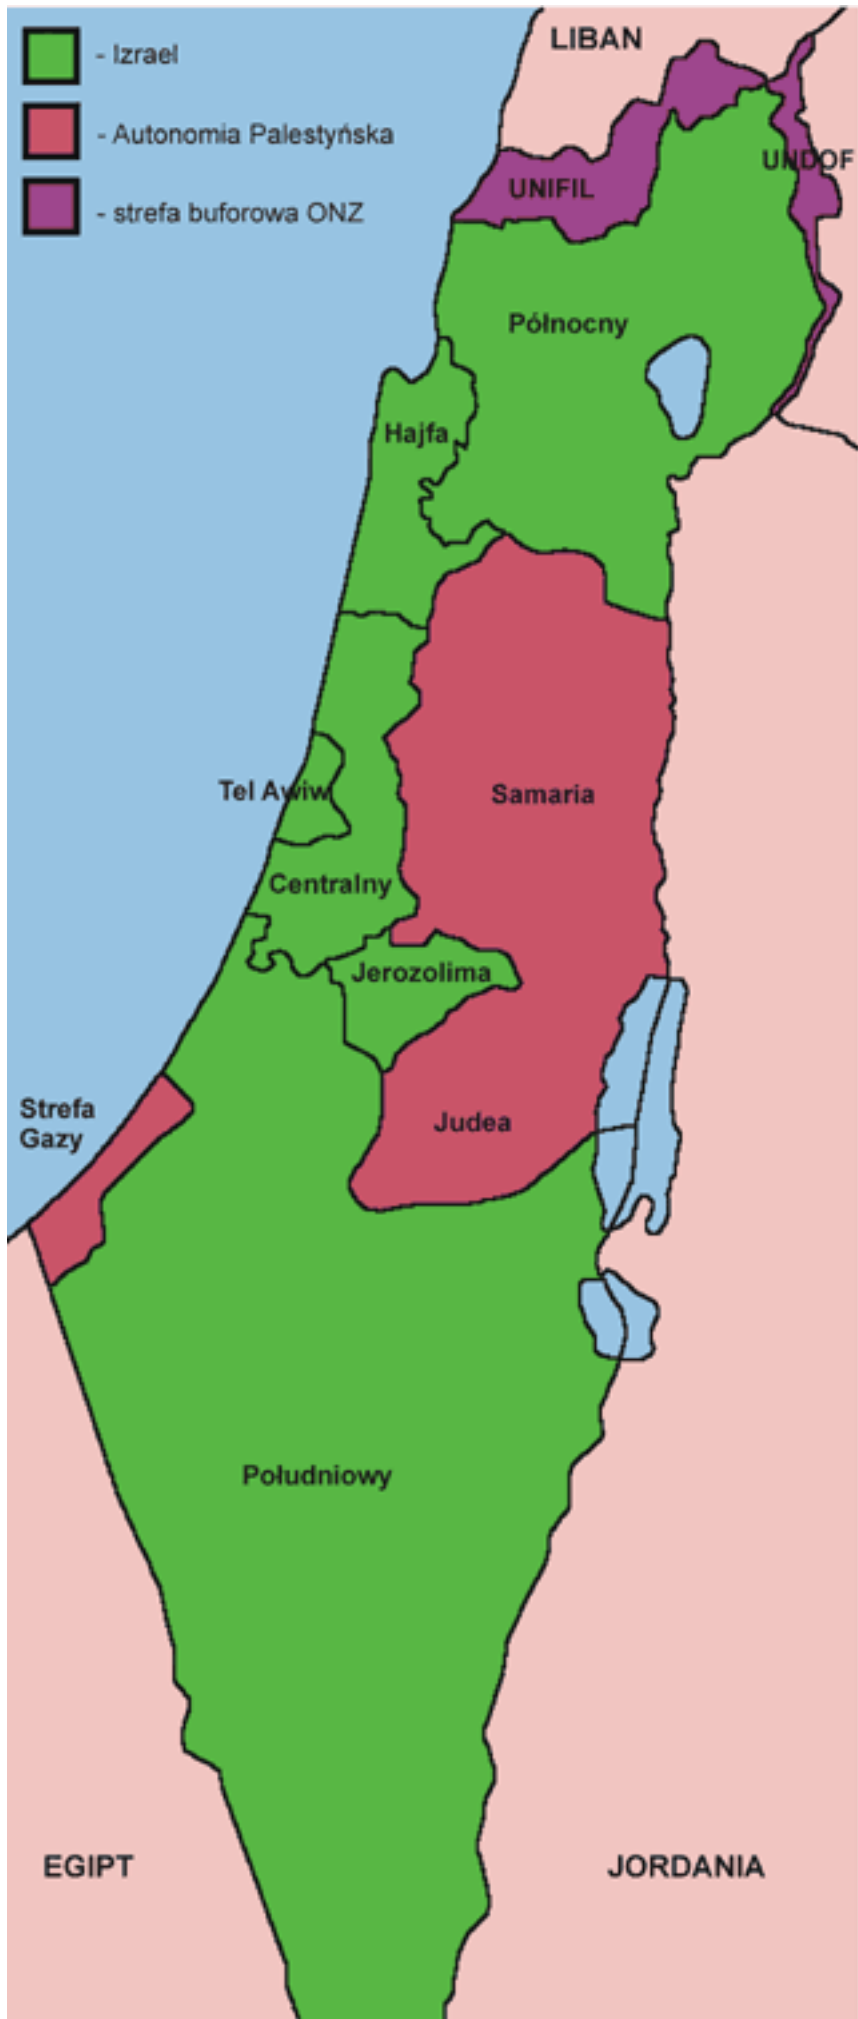 - Izrael
- Autonomia Palestyńska
- strefa buforowa ONZ
LIBAN
UNIFIL
UNDOF
Północny
Hajfa
Samaria
Tel Awiw
Centralny
Jerozolima
Strefa
Gazy
Judea
Południowy
EGIPT
JORDANIA